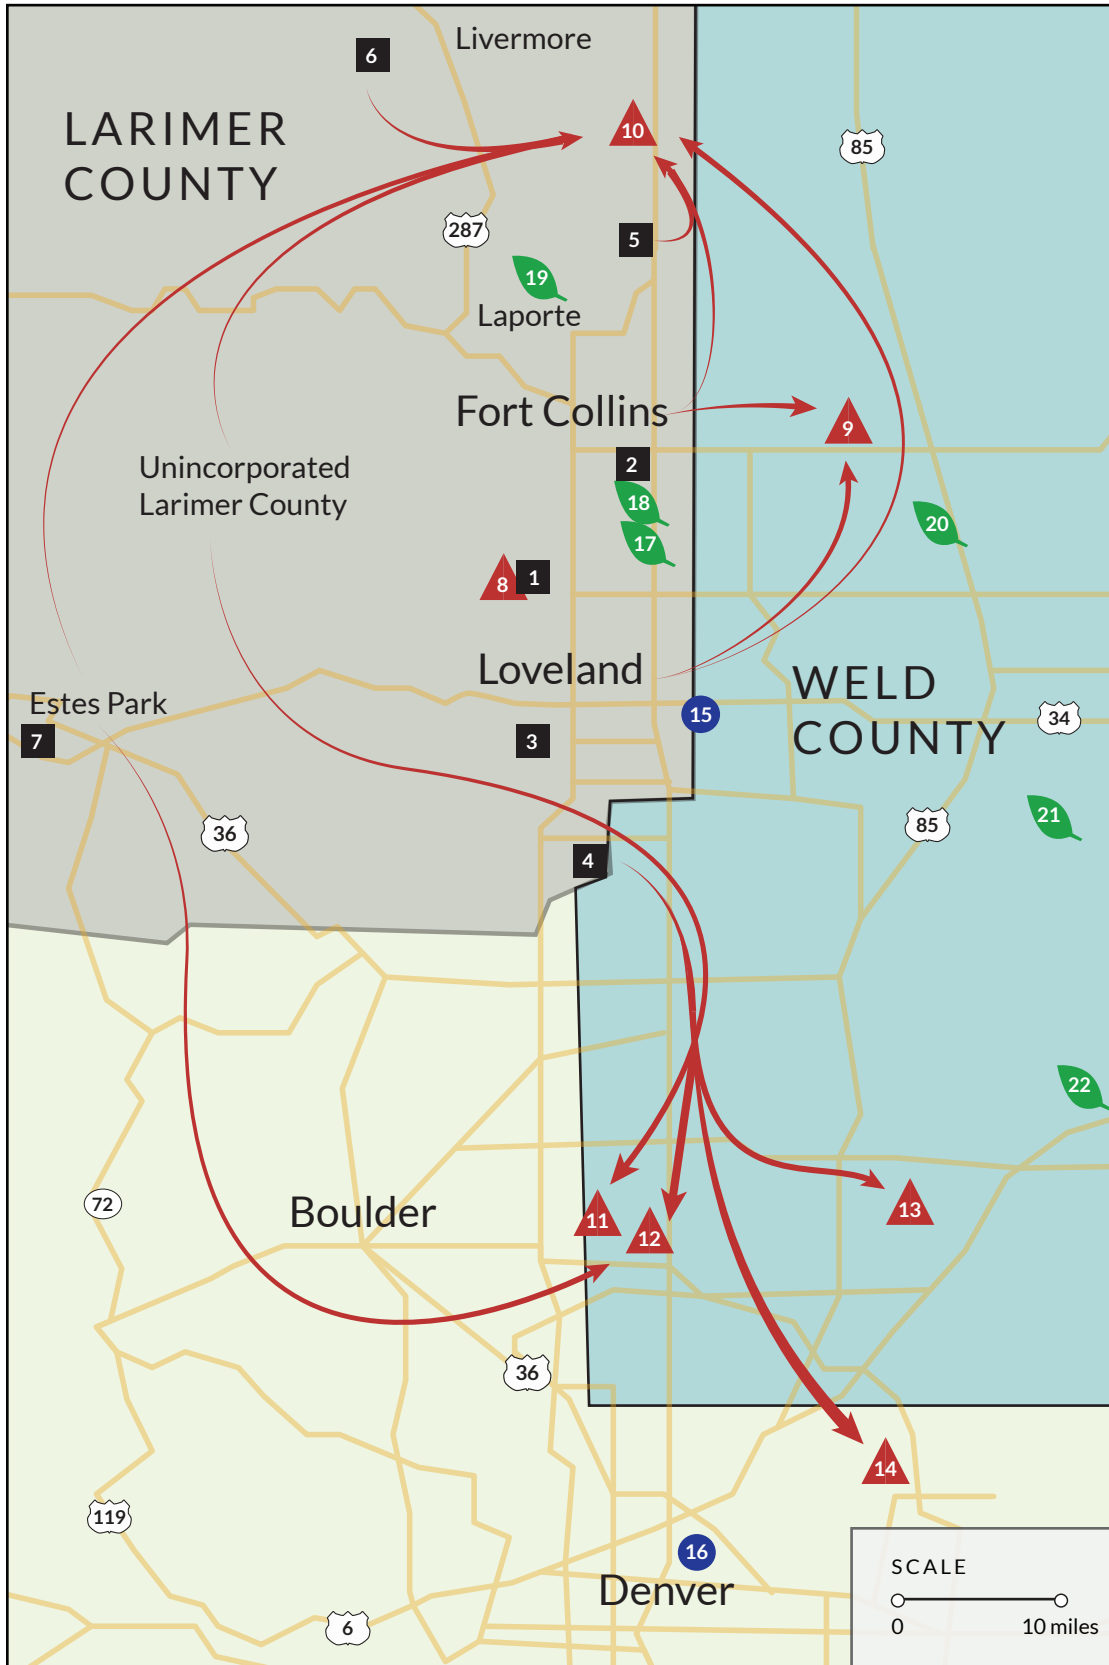 6
Livermore
LARIMER
COUNTY
10
85
287
5
19
Laporte
Fort Collins
9
Unincorporated
Larimer County
2
18
20
17
8
1
Loveland
WELD
COUNTY
Estes Park
15
34
7
3
36
85
21
4
22
72
Boulder
11
12
13
36
14
119
16
Denver
6
SCALE
0
10 miles